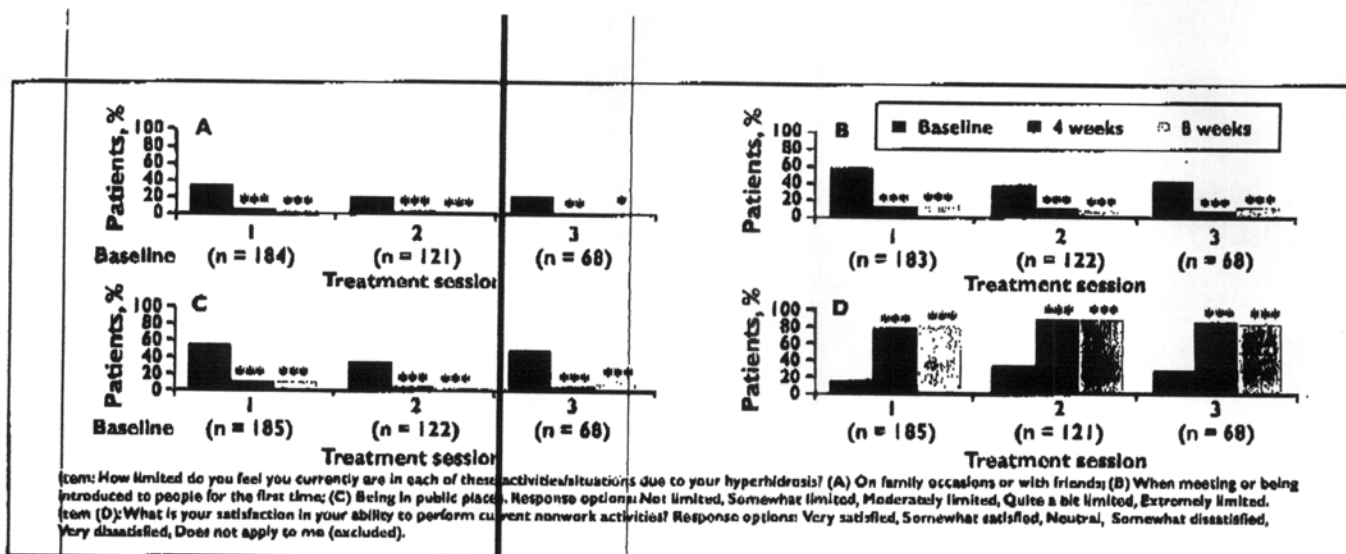 A
Patients, %
100
80
60
40
20
0
*** ***
*** ***
** *
1 2 3
Baseline (n = 184) (n = 121) (n = 68)
Treatment session
B
Baseline 4 weeks 8 weeks
Patients, %
100
80
60
40
20
0
*** ***
*** ***
*** ***
1 2 3
(n = 183) (n = 122) (n = 68)
Treatment session
C
Patients, %
100
80
60
40
20
0
*** ***
*** ***
*** ***
1 2 3
Baseline (n = 185) (n = 122) (n = 68)
Treatment session
D
Patients, %
100
80
60
40
20
0
*** ***
*** ***
*** ***
1 2 3
(n = 185) (n = 121) (n = 68)
Treatment session
Item: How limited do you feel you currently are in each of these activities/situations due to your hyperhidrosis? (A) On family occasions or with friends; (B) When meeting or being
introduced to people for the first time; (C) Being in public places. Response options: Not limited, Somewhat limited, Moderately limited, Quite a bit limited, Extremely limited.
Item (D): What is your satisfaction in your ability to perform current nonwork activities? Response options: Very satisfied, Somewhat satisfied, Neutral, Somewhat dissatisfied,
Very dissatisfied, Does not apply to me (excluded).